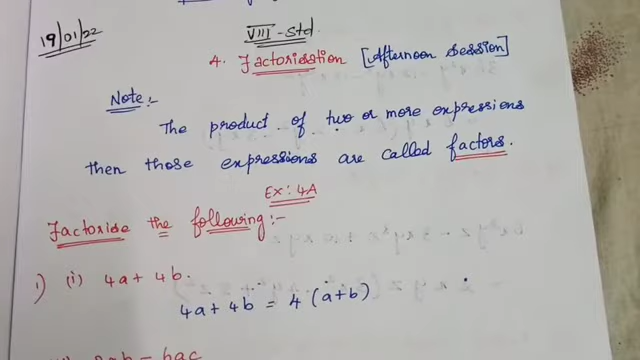 19/01/22
VIII - Std
4. Factorisation [Afternoon Session]
Note:-
The product of two or more expressions
then those expressions are called factors.
EX: 4A
Factorise the following:-
1) (i) 4a + 4b.
4a + 4b = 4 (a+b)